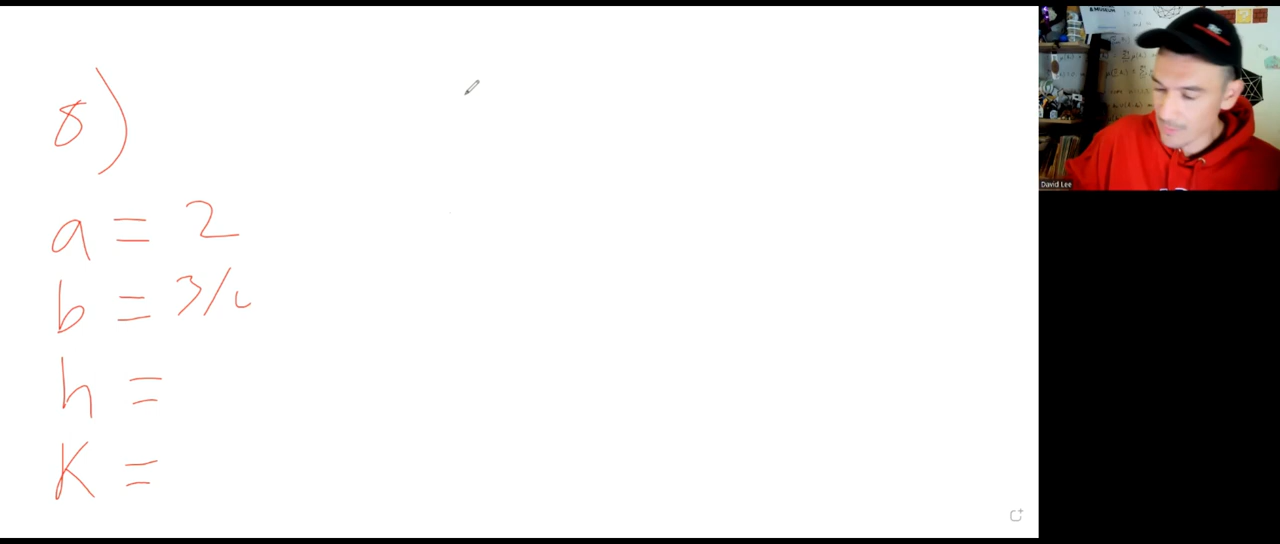 8)
a = 2
b = 3/
h =
K =
David Lee